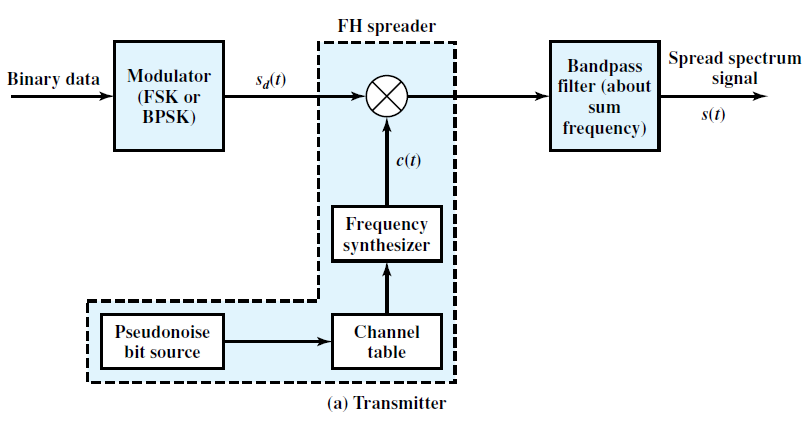 FH spreader
Binary data
Modulator
(FSK or
BPSK)
s_d(t)
Bandpass
filter (about
sum
frequency)
Spread spectrum
signal
s(t)
c(t)
Frequency
synthesizer
Pseudonoise
bit source
Channel
table
(a) Transmitter